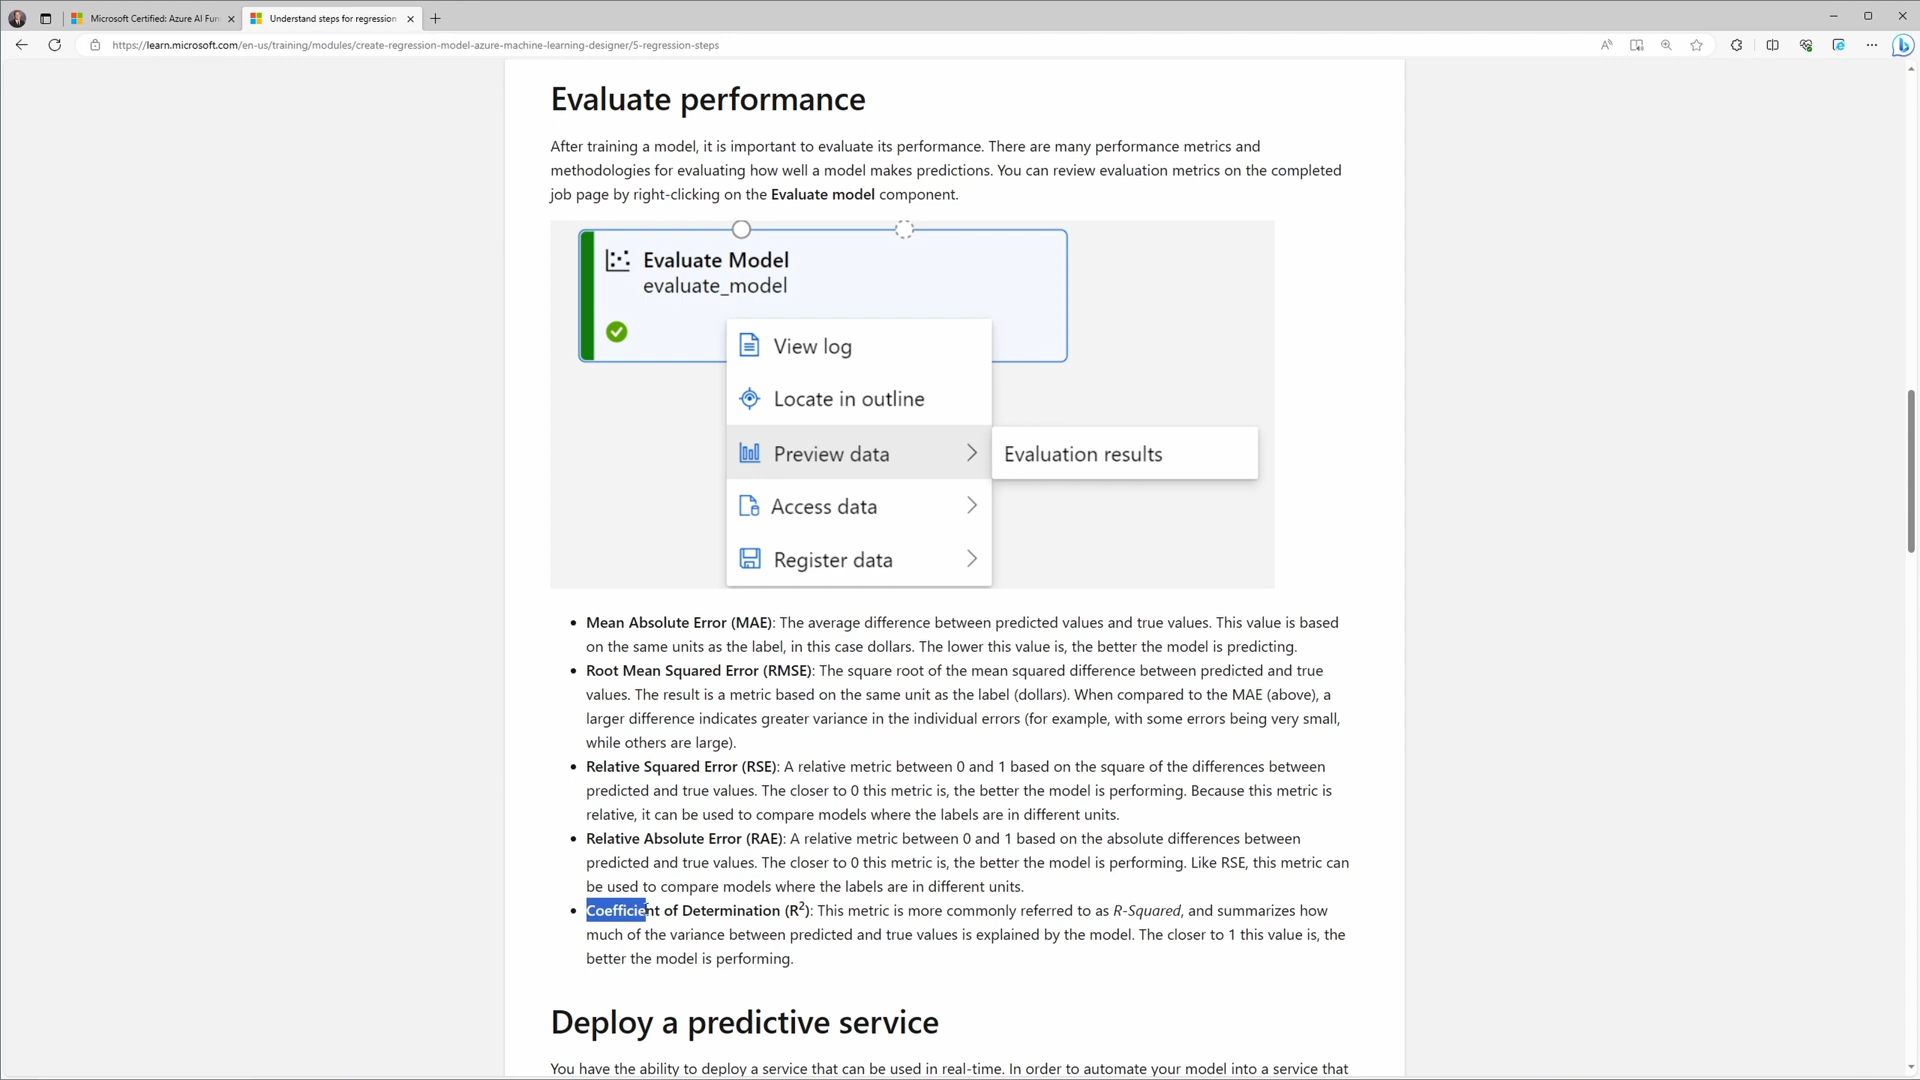 Microsoft Certified: Azure AI Fun
Understand steps for regression
https://learn.microsoft.com/en-us/training/modules/create-regression-model-azure-machine-learning-designer/5-regression-steps
Evaluate performance
After training a model, it is important to evaluate its performance. There are many performance metrics and
methodologies for evaluating how well a model makes predictions. You can review evaluation metrics on the completed
job page by right-clicking on the Evaluate model component.
Evaluate Model
evaluate_model
View log
Locate in outline
Preview data
Evaluation results
Access data
Register data
• Mean Absolute Error (MAE): The average difference between predicted values and true values. This value is based
on the same units as the label, in this case dollars. The lower this value is, the better the model is predicting.
• Root Mean Squared Error (RMSE): The square root of the mean squared difference between predicted and true
values. The result is a metric based on the same unit as the label (dollars). When compared to the MAE (above), a
larger difference indicates greater variance in the individual errors (for example, with some errors being very small,
while others are large).
• Relative Squared Error (RSE): A relative metric between 0 and 1 based on the square of the differences between
predicted and true values. The closer to 0 this metric is, the better the model is performing. Because this metric is
relative, it can be used to compare models where the labels are in different units.
• Relative Absolute Error (RAE): A relative metric between 0 and 1 based on the absolute differences between
predicted and true values. The closer to 0 this metric is, the better the model is performing. Like RSE, this metric can
be used to compare models where the labels are in different units.
• Coefficient of Determination (R²): This metric is more commonly referred to as R-Squared, and summarizes how
much of the variance between predicted and true values is explained by the model. The closer to 1 this value is, the
better the model is performing.
Deploy a predictive service
You have the ability to deploy a service that can be used in real-time. In order to automate your model into a service that